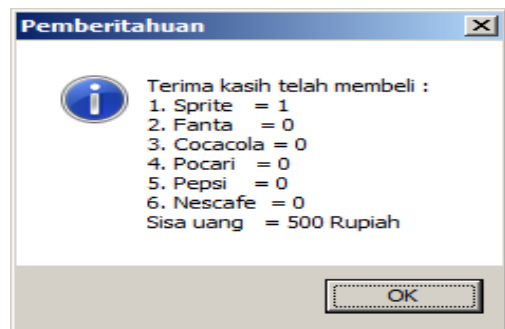 Pemberitahuan
Terima kasih telah membeli :
1. Sprite = 1
2. Fanta = 0
3. Cocacola = 0
4. Pocari = 0
5. Pepsi = 0
6. Nescafe = 0
Sisa uang = 500 Rupiah
OK